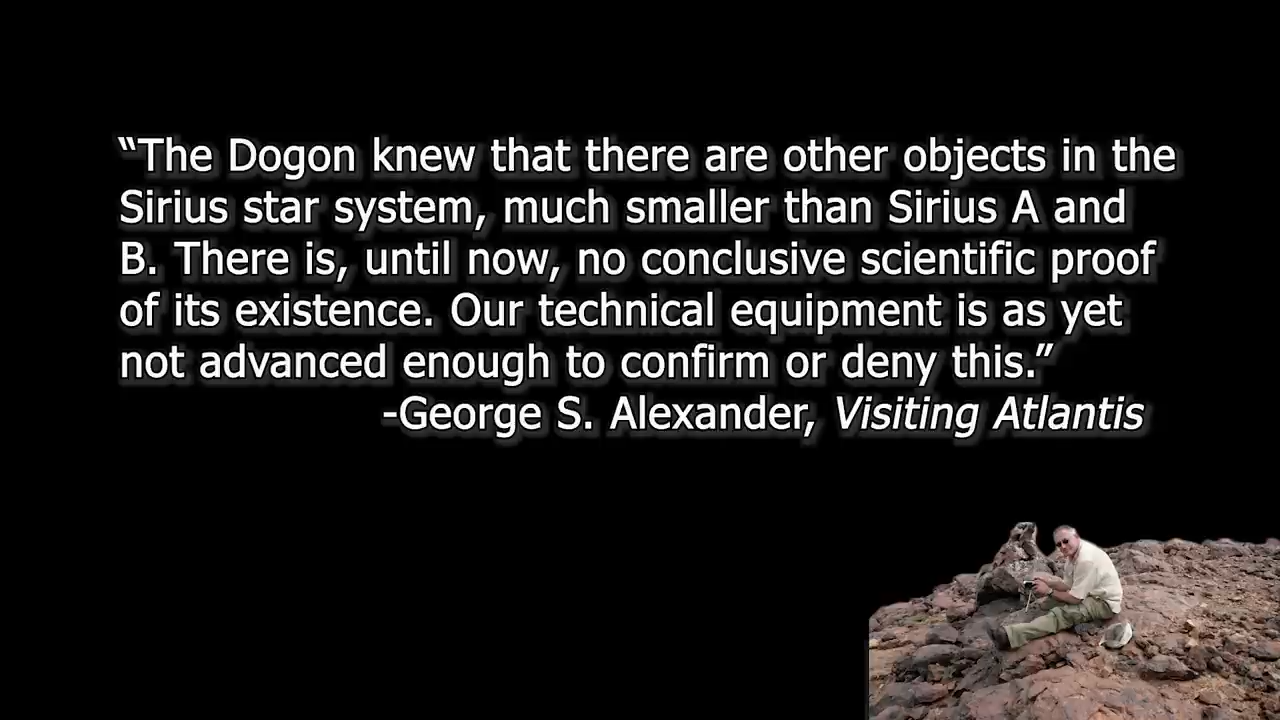 “The Dogon knew that there are other objects in the
Sirius star system, much smaller than Sirius A and
B. There is, until now, no conclusive scientific proof
of its existence. Our technical equipment is as yet
not advanced enough to confirm or deny this.”
-George S. Alexander, Visiting Atlantis